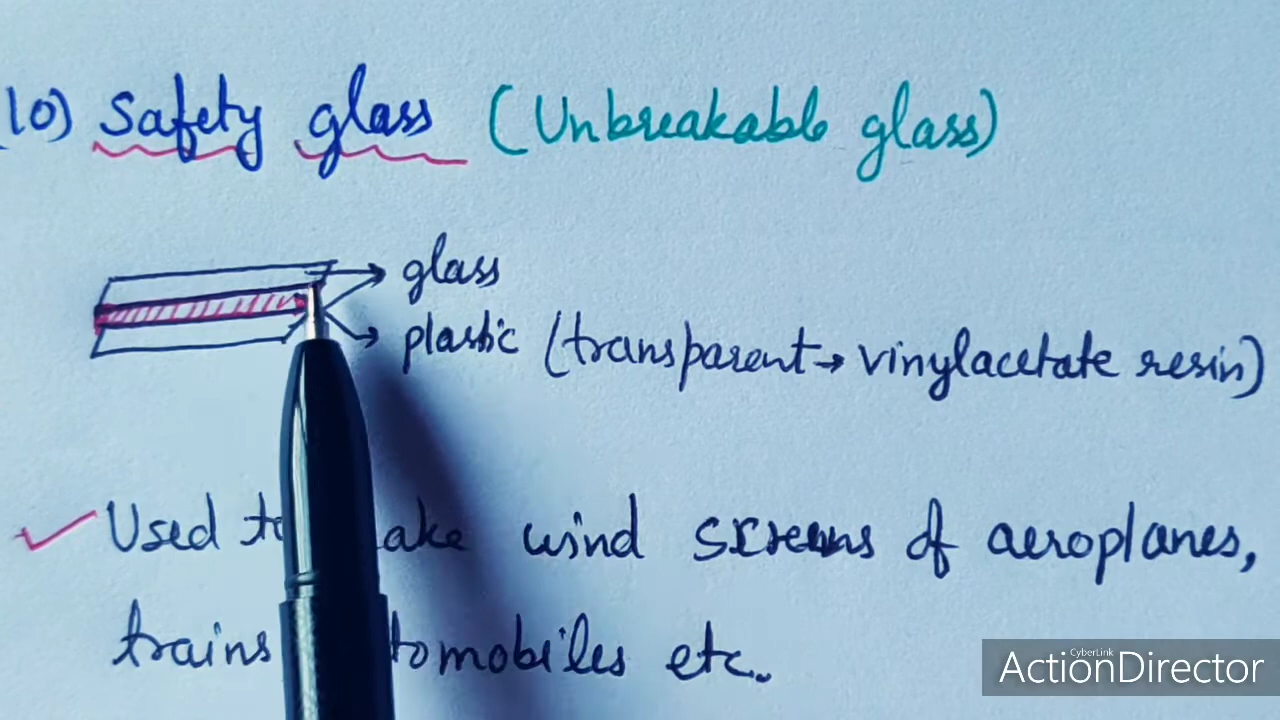 10) Safety glass (Unbreakable glass)
glass
plastic (transparent → vinylacetate resin)
✓ Used ake wind screens of aeroplanes,
trains tomobiles etc.
CyberLink
ActionDirector